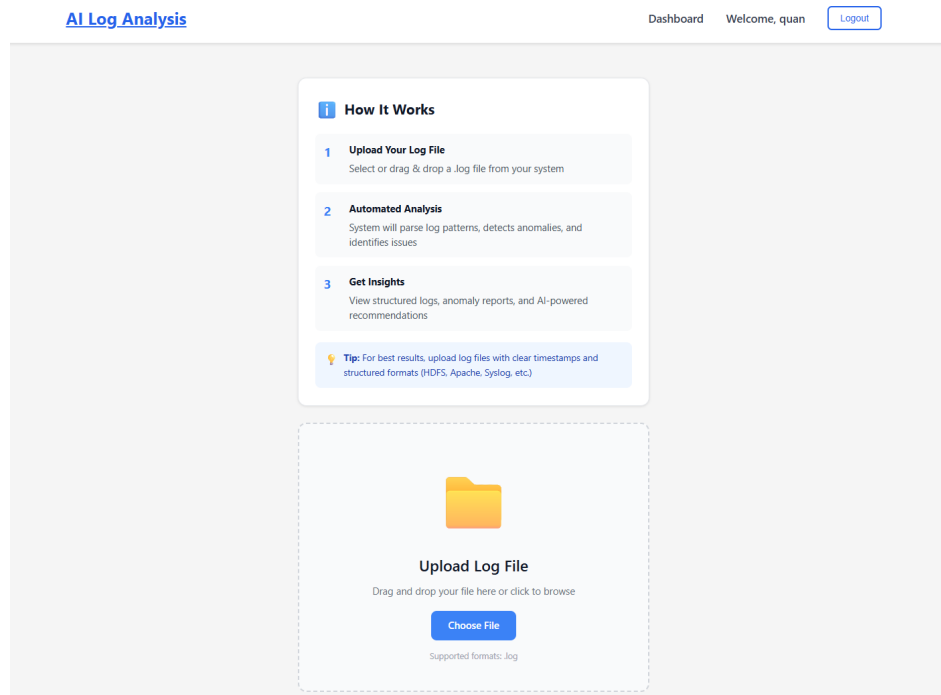 AI Log Analysis
Dashboard
Welcome, quan
Logout
How It Works
1
Upload Your Log File
Select or drag & drop a .log file from your system
2
Automated Analysis
System will parse log patterns, detects anomalies, and
identifies issues
3
Get Insights
View structured logs, anomaly reports, and AI-powered
recommendations
Tip: For best results, upload log files with clear timestamps and
structured formats (HDFS, Apache, Syslog, etc.)
Upload Log File
Drag and drop your file here or click to browse
Choose File
Supported formats: .log